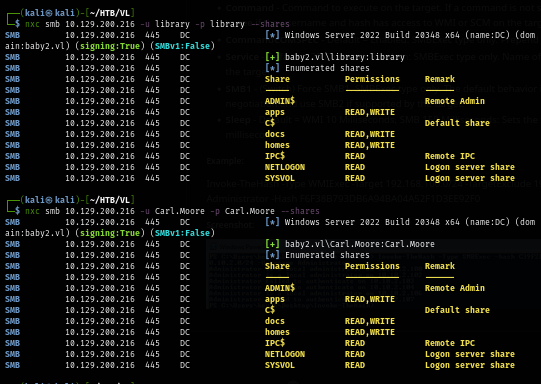 (kali㉿kali)-[~/HTB/VL]
$ nxc smb 10.129.200.216 -u library -p library --shares
SMB 10.129.200.216 445 DC [*] Windows Server 2022 Build 20348 x64 (name:DC) (dom
ain:baby2.vl) (signing:True) (SMBv1:False)
SMB 10.129.200.216 445 DC [+] baby2.vl\library:library
SMB 10.129.200.216 445 DC [*] Enumerated shares
SMB 10.129.200.216 445 DC Share Permissions Remark
SMB 10.129.200.216 445 DC ----- ----------- ------
SMB 10.129.200.216 445 DC ADMIN$ Remote Admin
SMB 10.129.200.216 445 DC apps READ,WRITE
SMB 10.129.200.216 445 DC C$ Default share
SMB 10.129.200.216 445 DC docs READ,WRITE
SMB 10.129.200.216 445 DC homes READ,WRITE
SMB 10.129.200.216 445 DC IPC$ READ Remote IPC
SMB 10.129.200.216 445 DC NETLOGON READ Logon server share
SMB 10.129.200.216 445 DC SYSVOL READ Logon server share
(kali㉿kali)-[~/HTB/VL]
$ nxc smb 10.129.200.216 -u Carl.Moore -p Carl.Moore --shares
SMB 10.129.200.216 445 DC [*] Windows Server 2022 Build 20348 x64 (name:DC) (dom
ain:baby2.vl) (signing:True) (SMBv1:False)
SMB 10.129.200.216 445 DC [+] baby2.vl\Carl.Moore:Carl.Moore
SMB 10.129.200.216 445 DC [*] Enumerated shares
SMB 10.129.200.216 445 DC Share Permissions Remark
SMB 10.129.200.216 445 DC ----- ----------- ------
SMB 10.129.200.216 445 DC ADMIN$ Remote Admin
SMB 10.129.200.216 445 DC apps READ,WRITE
SMB 10.129.200.216 445 DC C$ Default share
SMB 10.129.200.216 445 DC docs READ,WRITE
SMB 10.129.200.216 445 DC homes READ,WRITE
SMB 10.129.200.216 445 DC IPC$ READ Remote IPC
SMB 10.129.200.216 445 DC NETLOGON READ Logon server share
SMB 10.129.200.216 445 DC SYSVOL READ Logon server share